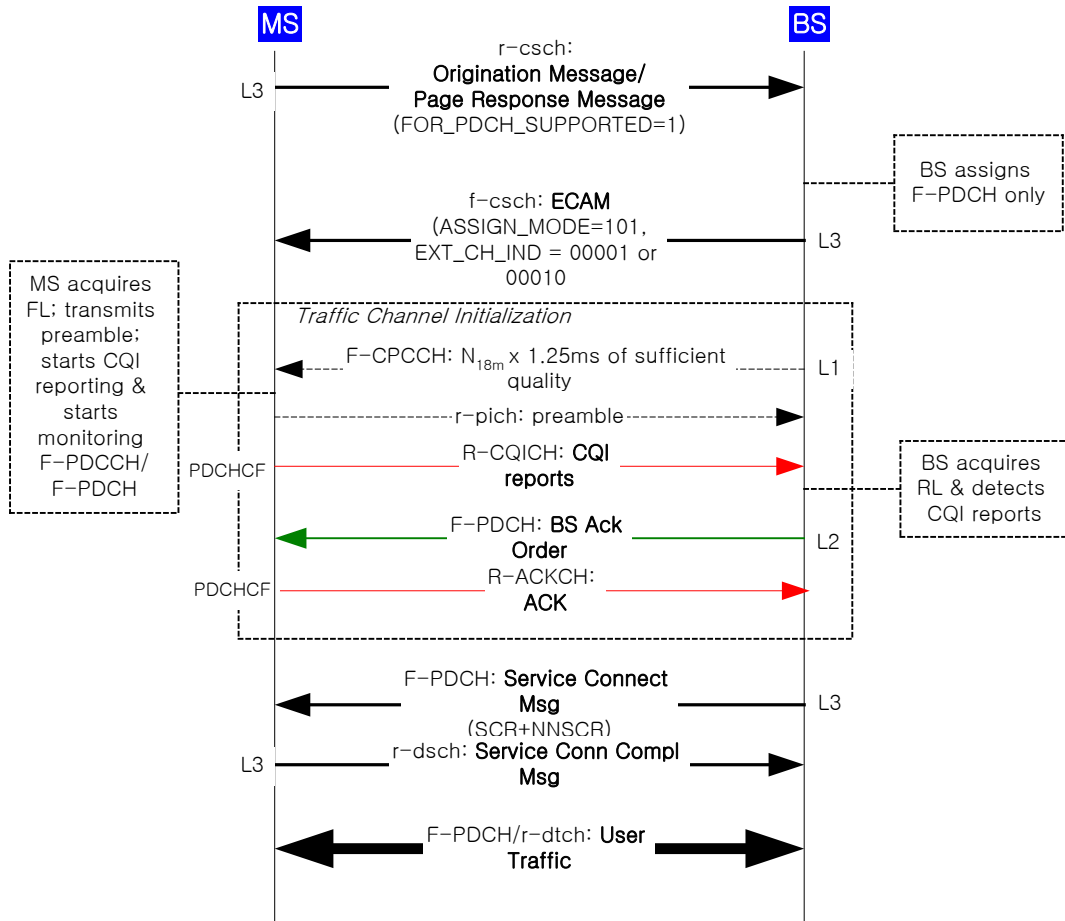 MS
BS
r-csch:
Origination Message/
Page Response Message
(FOR_PDCH_SUPPORTED=1)
L3
BS assigns
F-PDCH only
f-csch: ECAM
(ASSIGN_MODE=101,
EXT_CH_IND = 00001 or
00010
L3
MS acquires
FL; transmits
preamble;
starts CQI
reporting &
starts
monitoring
F-PDCCH/
F-PDCH
Traffic Channel Initialization
F-CPCCH: N18m x 1.25ms of sufficient
quality
L1
r-pich: preamble
PDCHCF
R-CQICH: CQI
reports
BS acquires
RL & detects
CQI reports
F-PDCH: BS Ack
Order
L2
PDCHCF
R-ACKCH:
ACK
F-PDCH: Service Connect
Msg
(SCR+NNSCR)
L3
L3
r-dsch: Service Conn Compl
Msg
F-PDCH/r-dtch: User
Traffic